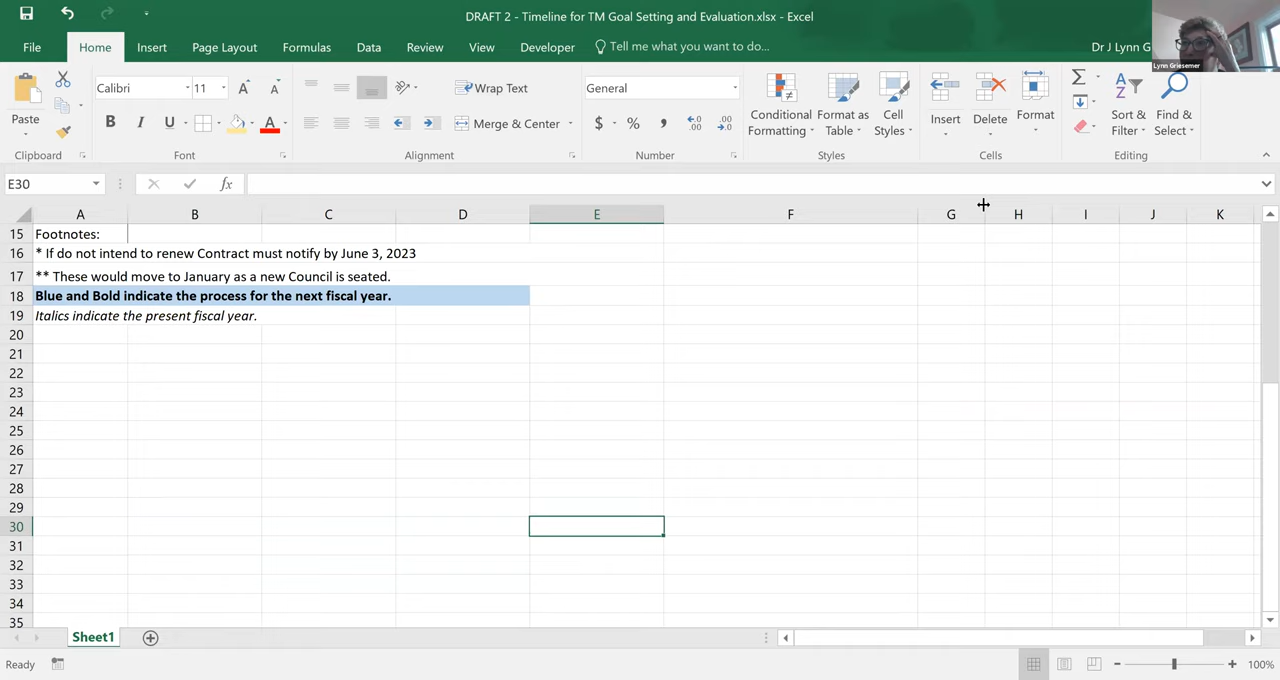 DRAFT 2 - Timeline for TM Goal Setting and Evaluation.xlsx - Excel
File Home Insert Page Layout Formulas Data Review View Developer Tell me what you want to do... Dr J Lynn G
Lynn Griesemer
Paste
Clipboard
Calibri 11
B I U
Font
Wrap Text
Merge & Center
Alignment
General
$ %
Number
Conditional Formatting
Format as Table
Cell Styles
Styles
Insert Delete Format
Cells
Sort & Filter
Find & Select
Editing
E30 fx
A B C D E F G H I J K
15 Footnotes:
16 * If do not intend to renew Contract must notify by June 3, 2023
17 ** These would move to January as a new Council is seated.
18 Blue and Bold indicate the process for the next fiscal year.
19 Italics indicate the present fiscal year.
20
21
22
23
24
25
26
27
28
29
30
31
32
33
34
35
Sheet1
Ready 100%